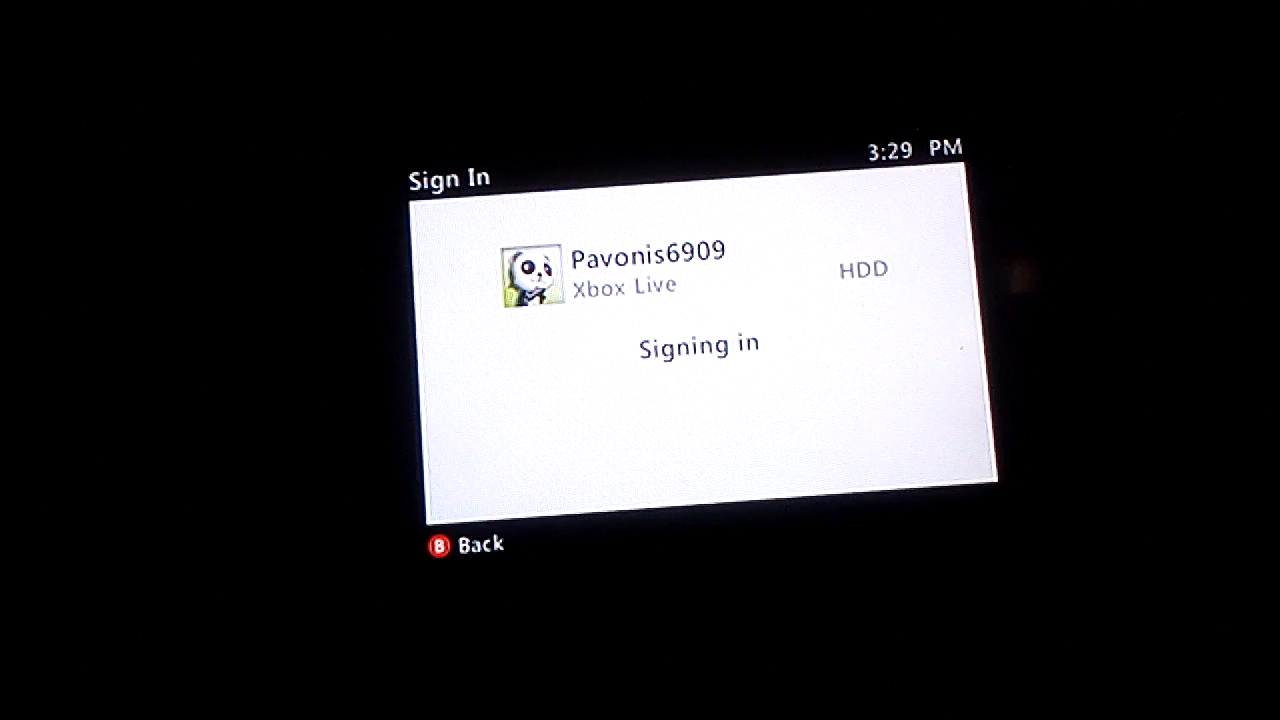 Sign In
3:29 PM
Pavonis6909
Xbox Live
HDD
Signing in
B Back